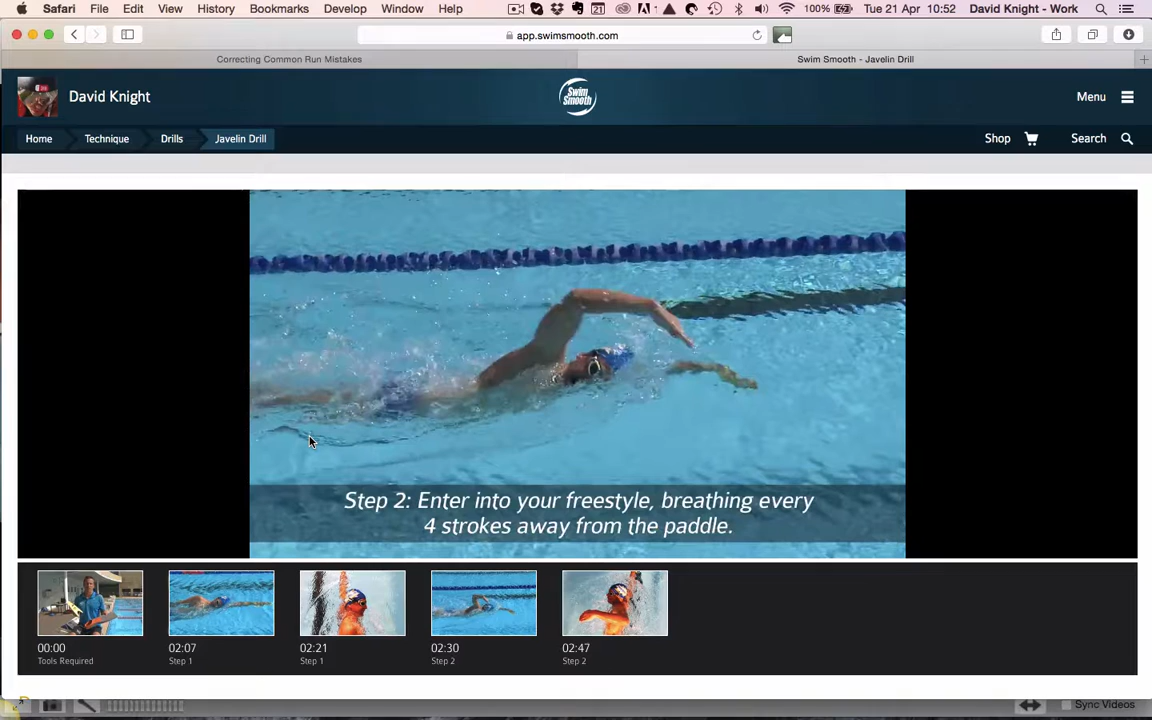 Safari File Edit View History Bookmarks Develop Window Help 21 1 100% Tue 21 Apr 10:52 David Knight - Work
app.swimsmooth.com
Correcting Common Run Mistakes Swim Smooth - Javelin Drill
David Knight Swim Smooth Menu
Home Technique Drills Javelin Drill Shop Search
Step 2: Enter into your freestyle, breathing every
4 strokes away from the paddle.
00:00 02:07 02:21 02:30 02:47
Tools Required Step 1 Step 1 Step 2 Step 2
Sync Videos